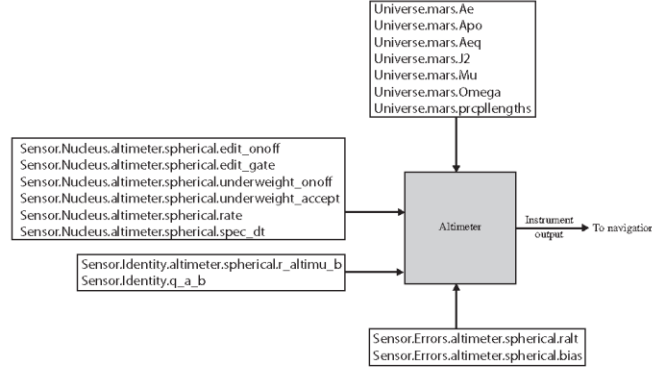 Universe.mars.Ae
Universe.mars.Apo
Universe.mars.Aeq
Universe.mars.J2
Universe.mars.Mu
Universe.mars.Omega
Universe.mars.prcpllengths
Sensor.Nucleus.altimeter.spherical.edit_onoff
Sensor.Nucleus.altimeter.spherical.edit_gate
Sensor.Nucleus.altimeter.spherical.underweight_onoff
Sensor.Nucleus.altimeter.spherical.underweight_accept
Sensor.Nucleus.altimeter.spherical.rate
Sensor.Nucleus.altimeter.spherical.spec_dt
Altimeter
Instrument
output
To navigation
Sensor.Identity.altimeter.spherical.r_altimu_b
Sensor.Identity.q_a_b
Sensor.Errors.altimeter.spherical.ralt
Sensor.Errors.altimeter.spherical.bias